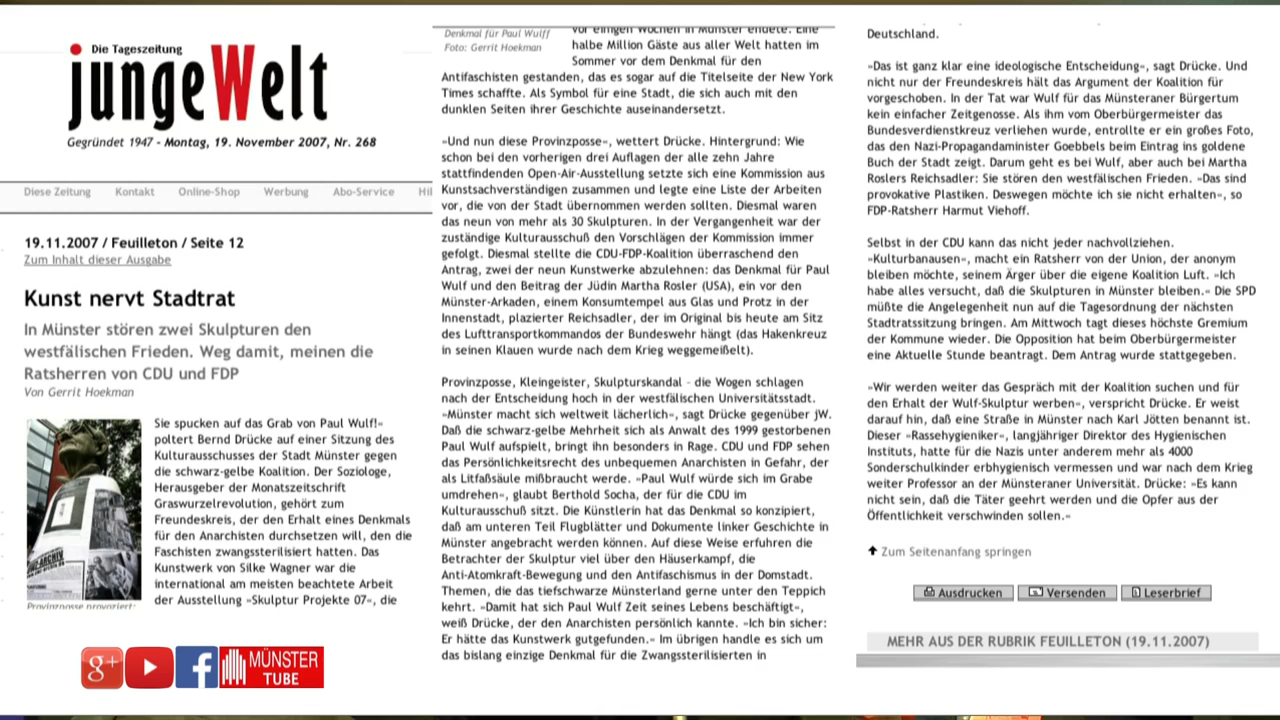 Die Tageszeitung
jungeWelt
Gegründet 1947 - Montag, 19. November 2007, Nr. 268
Diese Zeitung Kontakt Online-Shop Werbung Abo-Service Hil
19.11.2007 / Feuilleton / Seite 12
Zum Inhalt dieser Ausgabe
Kunst nervt Stadtrat
In Münster stören zwei Skulpturen den
westfälischen Frieden. Weg damit, meinen die
Ratsherren von CDU und FDP
Von Gerrit Hoekman
Sie spucken auf das Grab von Paul Wulf!«
poltert Bernd Drücke auf einer Sitzung des
Kulturausschusses der Stadt Münster gegen
die schwarz-gelbe Koalition. Der Soziologe,
Herausgeber der Monatszeitschrift
Graswurzelrevolution, gehört zum
Freundeskreis, der den Erhalt eines Denkmals
für den Anarchisten durchsetzen will, den die
Faschisten zwangssterilisiert hatten. Das
Kunstwerk von Silke Wagner war die
international am meisten beachtete Arbeit
der Ausstellung »Skulptur Projekte 07«, die
Provinzposse provoziert:
MÜNSTER
TUBE
Denkmal für Paul Wulff
Foto: Gerrit Hoekman
vor einigen Wochen in Münster endete. Eine
halbe Million Gäste aus aller Welt hatten im
Sommer vor dem Denkmal für den
Antifaschisten gestanden, das es sogar auf die Titelseite der New York
Times schaffte. Als Symbol für eine Stadt, die sich auch mit den
dunklen Seiten ihrer Geschichte auseinandersetzt.
»Und nun diese Provinzposse«, wettert Drücke. Hintergrund: Wie
schon bei den vorherigen drei Auflagen der alle zehn Jahre
stattfindenden Open-Air-Ausstellung setzte sich eine Kommission aus
Kunstsachverständigen zusammen und legte eine Liste der Arbeiten
vor, die von der Stadt übernommen werden sollten. Diesmal waren
das neun von mehr als 30 Skulpturen. In der Vergangenheit war der
zuständige Kulturausschuß den Vorschlägen der Kommission immer
gefolgt. Diesmal stellte die CDU-FDP-Koalition überraschend den
Antrag, zwei der neun Kunstwerke abzulehnen: das Denkmal für Paul
Wulf und den Beitrag der Jüdin Martha Rosler (USA), ein vor den
Münster-Arkaden, einem Konsumtempel aus Glas und Protz in der
Innenstadt, plazierter Reichsadler, der im Original bis heute am Sitz
des Lufttransportkommandos der Bundeswehr hängt (das Hakenkreuz
in seinen Klauen wurde nach dem Krieg weggemeißelt).
Provinzposse, Kleingeister, Skulpturskandal - die Wogen schlagen
nach der Entscheidung hoch in der westfälischen Universitätsstadt.
»Münster macht sich weltweit lächerlich«, sagt Drücke gegenüber jW.
Daß die schwarz-gelbe Mehrheit sich als Anwalt des 1999 gestorbenen
Paul Wulf aufspielt, bringt ihn besonders in Rage. CDU und FDP sehen
das Persönlichkeitsrecht des unbequemen Anarchisten in Gefahr, der
als Litfaßsäule mißbraucht werde. »Paul Wulf würde sich im Grabe
umdrehen«, glaubt Berthold Socha, der für die CDU im
Kulturausschuß sitzt. Die Künstlerin hat das Denkmal so konzipiert,
daß am unteren Teil Flugblätter und Dokumente linker Geschichte in
Münster angebracht werden können. Auf diese Weise erfuhren die
Betrachter der Skulptur viel über den Häuserkampf, die
Anti-Atomkraft-Bewegung und den Antifaschismus in der Domstadt.
Themen, die das tiefschwarze Münsterland gerne unter den Teppich
kehrt. »Damit hat sich Paul Wulf Zeit seines Lebens beschäftigt«,
weiß Drücke, der den Anarchisten persönlich kannte. »Ich bin sicher:
Er hätte das Kunstwerk gutgefunden.« Im übrigen handle es sich um
das bislang einzige Denkmal für die Zwangssterilisierten in
Deutschland.
»Das ist ganz klar eine ideologische Entscheidung«, sagt Drücke. Und
nicht nur der Freundeskreis hält das Argument der Koalition für
vorgeschoben. In der Tat war Wulf für das Münsteraner Bürgertum
kein einfacher Zeitgenosse. Als ihm vom Oberbürgermeister das
Bundesverdienstkreuz verliehen wurde, entrollte er ein großes Foto,
das den Nazi-Propagandaminister Goebbels beim Eintrag ins goldene
Buch der Stadt zeigt. Darum geht es bei Wulf, aber auch bei Martha
Roslers Reichsadler: Sie stören den westfälischen Frieden. »Das sind
provokative Plastiken. Deswegen möchte ich sie nicht erhalten«, so
FDP-Ratsherr Harmut Viehoff.
Selbst in der CDU kann das nicht jeder nachvollziehen.
»Kulturbanausen«, macht ein Ratsherr von der Union, der anonym
bleiben möchte, seinem Ärger über die eigene Koalition Luft. »Ich
habe alles versucht, daß die Skulpturen in Münster bleiben.« Die SPD
müßte die Angelegenheit nun auf die Tagesordnung der nächsten
Stadtratssitzung bringen. Am Mittwoch tagt dieses höchste Gremium
der Kommune wieder. Die Opposition hat beim Oberbürgermeister
eine Aktuelle Stunde beantragt. Dem Antrag wurde stattgegeben.
»Wir werden weiter das Gespräch mit der Koalition suchen und für
den Erhalt der Wulf-Skulptur werben«, verspricht Drücke. Er weist
darauf hin, daß eine Straße in Münster nach Karl Jötten benannt ist.
Dieser »Rassehygieniker«, langjähriger Direktor des Hygienischen
Instituts, hatte für die Nazis unter anderem mehr als 4000
Sonderschulkinder erbhygienisch vermessen und war nach dem Krieg
weiter Professor an der Münsteraner Universität. Drücke: »Es kann
nicht sein, daß die Täter geehrt werden und die Opfer aus der
Öffentlichkeit verschwinden sollen.«
Zum Seitenanfang springen
Ausdrucken Versenden Leserbrief
MEHR AUS DER RUBRIK FEUILLETON (19.11.2007)